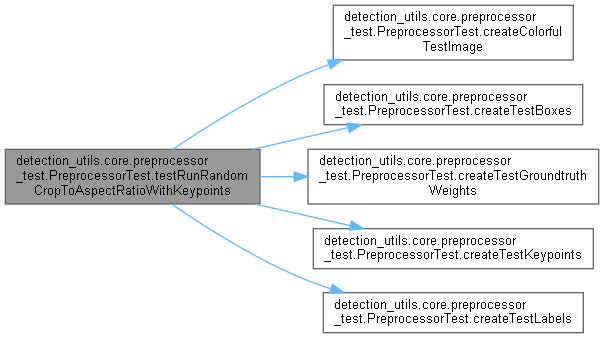 detection_utils.core.preprocessor
_test.PreprocessorTest.testRunRandom
CropToAspectRatioWithKeypoints
detection_utils.core.preprocessor
_test.PreprocessorTest.createColorful
TestImage
detection_utils.core.preprocessor
_test.PreprocessorTest.createTestBoxes
detection_utils.core.preprocessor
_test.PreprocessorTest.createTestGroundtruth
Weights
detection_utils.core.preprocessor
_test.PreprocessorTest.createTestKeypoints
detection_utils.core.preprocessor
_test.PreprocessorTest.createTestLabels